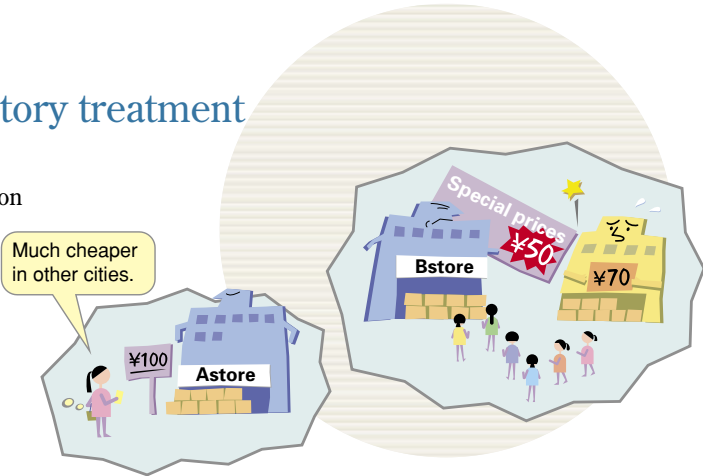 tory treatment
on
Much cheaper
in other cities.
¥100
Astore
Special prices
¥50
Bstore
¥70